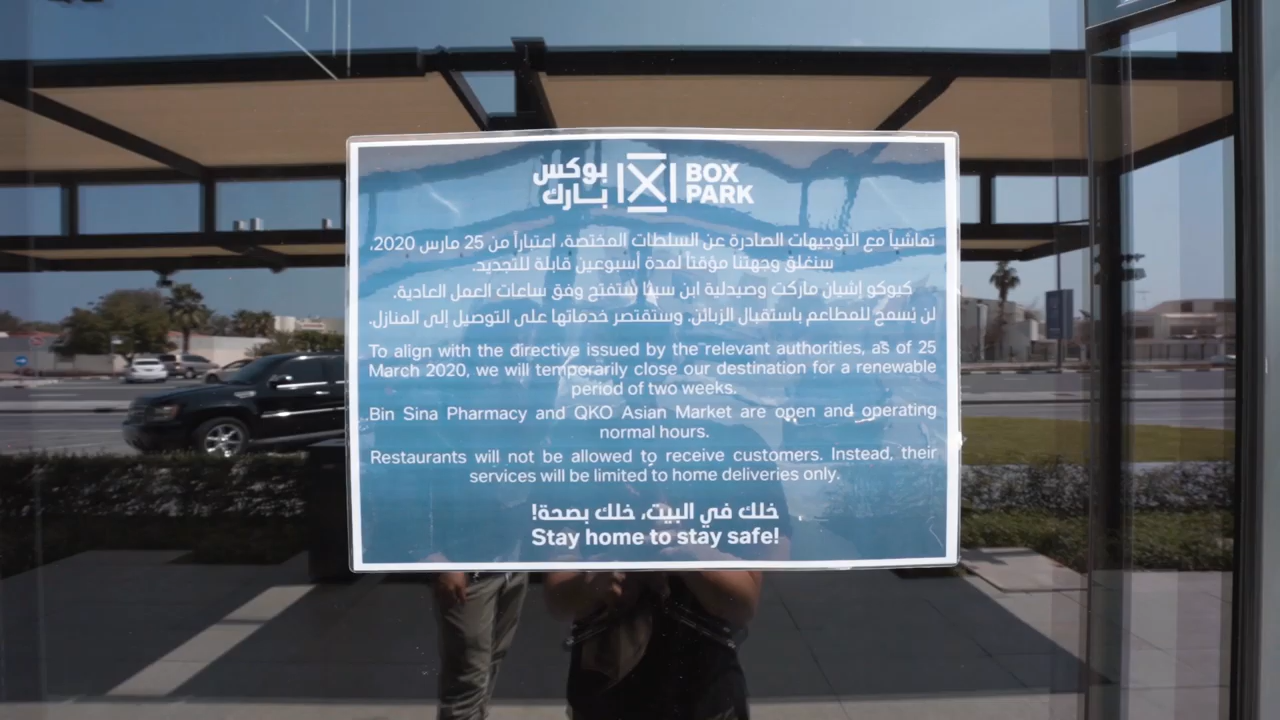 بوكس
بارك
BOX
PARK
تماشياً مع التوجيهات الصادرة عن السلطات المختصة، اعتباراً من 25 مارس 2020،
سنغلق وجهتنا مؤقتاً لمدة أسبوعين قابلة للتجديد.
كيوكو إشيان ماركت وصيدلية ابن سينا ستفتح وفق ساعات العمل العادية.
لن يُسمح للمطاعم باستقبال الزبائن، وستقتصر خدماتها على التوصيل إلى المنازل.
To align with the directive issued by the relevant authorities, as of 25
March 2020, we will temporarily close our destination for a renewable
period of two weeks.
Bin Sina Pharmacy and QKO Asian Market are open and operating
normal hours.
Restaurants will not be allowed to receive customers. Instead, their
services will be limited to home deliveries only.
خلك في البيت، خلك بصحة!
Stay home to stay safe!